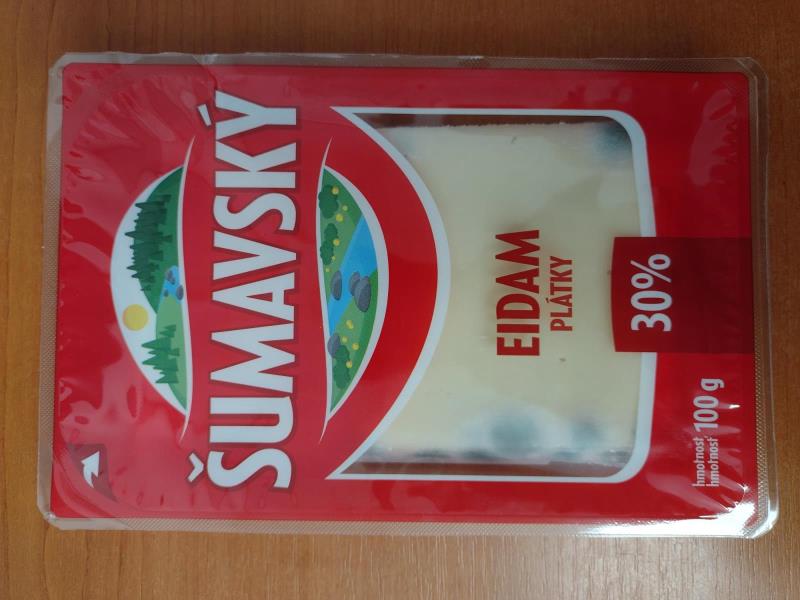 ŠUMAVSKÝ
EIDAM
PLÁTKY
30%
hmotnost
hmotnosť 100 g